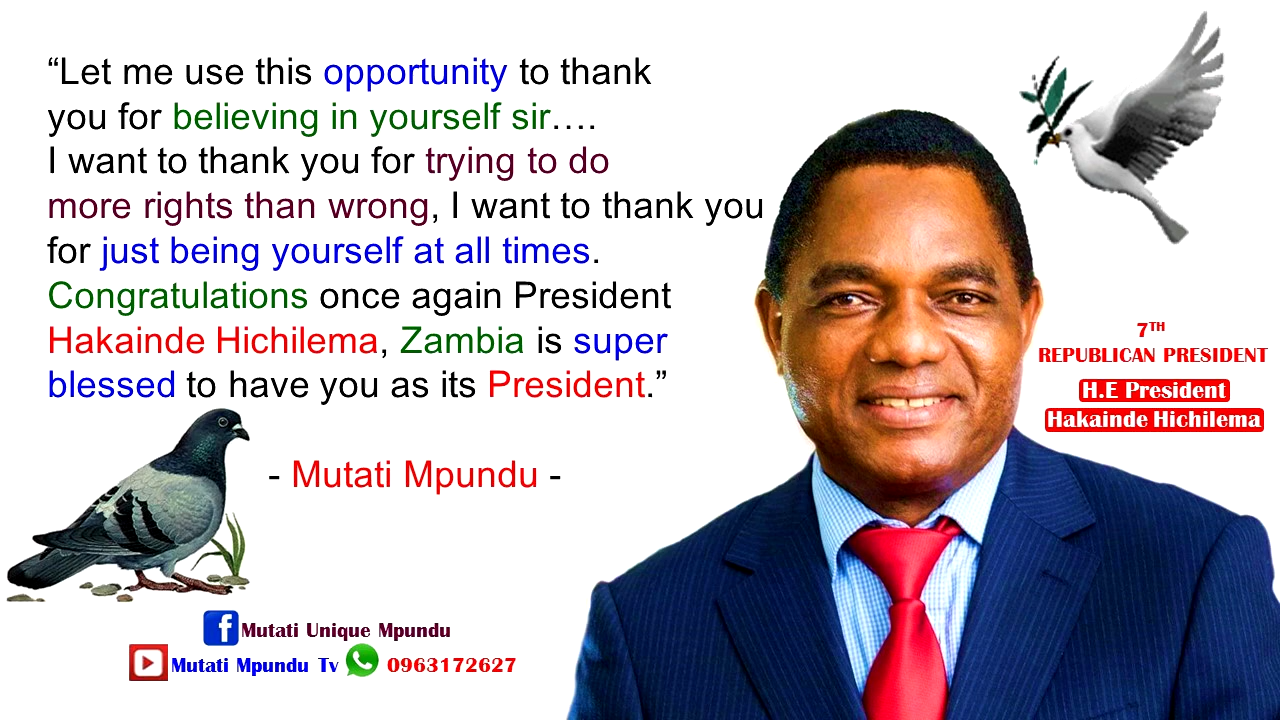 “Let me use this opportunity to thank
you for believing in yourself sir….
I want to thank you for trying to do
more rights than wrong, I want to thank you
for just being yourself at all times.
Congratulations once again President
Hakainde Hichilema, Zambia is super
blessed to have you as its President.”
- Mutati Mpundu -
7TH
REPUBLICAN PRESIDENT
H.E President
Hakainde Hichilema
Mutati Unique Mpundu
Mutati Mpundu Tv 0963172627